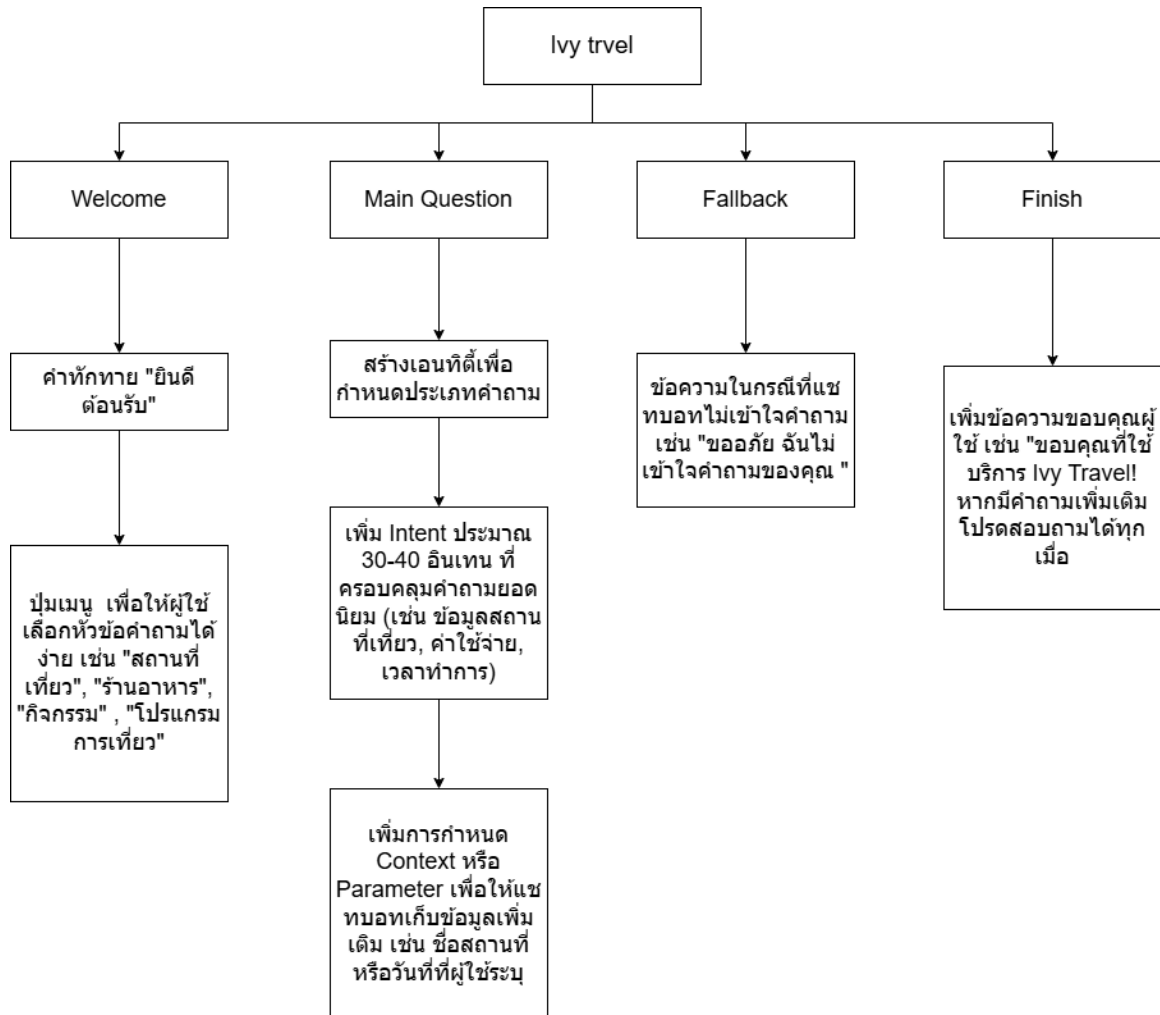 Ivy trvel
Welcome
Main Question
Fallback
Finish
คำทักทาย "ยินดี
ต้อนรับ"
สร้างเอนทิตี้เพื่อ
กำหนดประเภทคำถาม
ข้อความในกรณีที่แช
ทบอทไม่เข้าใจคำถาม
เช่น "ขออภัย ฉันไม่
เข้าใจคำถามของคุณ "
เพิ่มข้อความขอบคุณผู้
ใช้ เช่น "ขอบคุณที่ใช้
บริการ Ivy Travel!
หากมีคำถามเพิ่มเติม
โปรดสอบถามได้ทุก
เมื่อ
ปุ่มเมนู  เพื่อให้ผู้ใช้
เลือกหัวข้อคำถามได้
ง่าย เช่น "สถานที่
เที่ยว", "ร้านอาหาร",
"กิจกรรม" , "โปรแกรม
การเที่ยว"
เพิ่ม Intent ประมาณ
30-40 อินเทน ที่
ครอบคลุมคำถามยอด
นิยม (เช่น ข้อมูลสถาน
ที่เที่ยว, ค่าใช้จ่าย,
เวลาทำการ)
เพิ่มการกำหนด
Context หรือ
Parameter เพื่อให้แช
ทบอทเก็บข้อมูลเพิ่ม
เติม เช่น ชื่อสถานที่
หรือวันที่ที่ผู้ใช้ระบุ